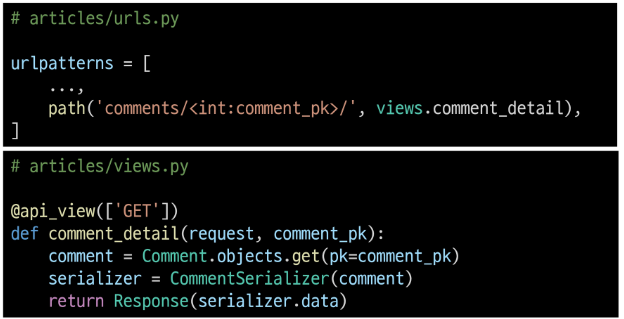 # articles/urls.py
urlpatterns = [
    ...,
    path('comments/<int:comment_pk>/', views.comment_detail),
]
# articles/views.py
@api_view(['GET'])
def comment_detail(request, comment_pk):
    comment = Comment.objects.get(pk=comment_pk)
    serializer = CommentSerializer(comment)
    return Response(serializer.data)